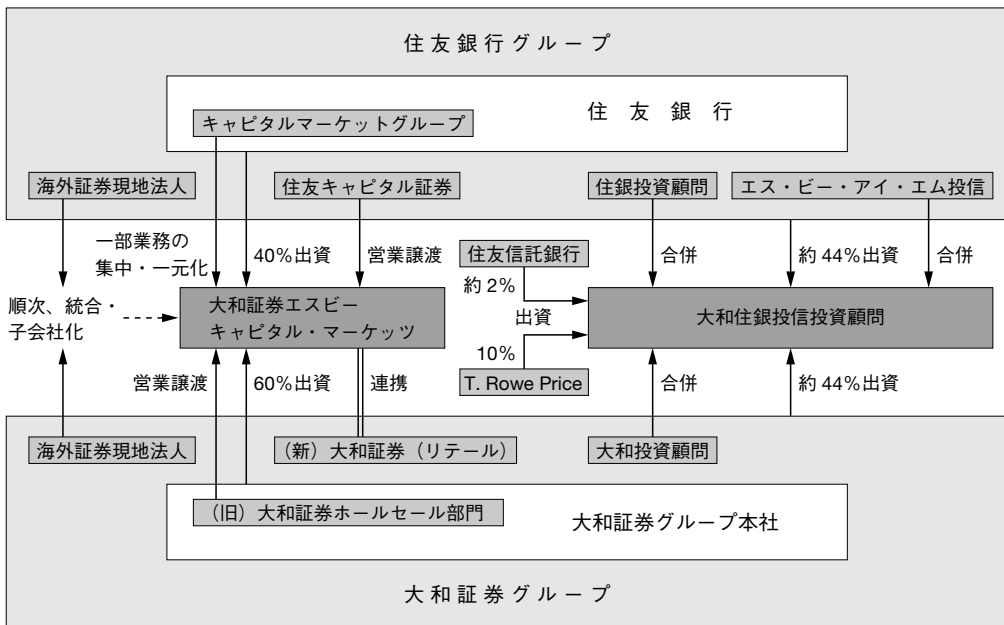 住友銀行グループ
住友銀行
キャピタルマーケットグループ
海外証券現地法人
住友キャピタル証券
住銀投資顧問
エス・ビー・アイ・エム投信
一部業務の
集中・一元化
40%出資
営業譲渡
住友信託銀行
合併
約44%出資
合併
約2%
順次、統合・
子会社化
大和証券エスビー
キャピタル・マーケッツ
出資
大和住銀投信投資顧問
10%
営業譲渡
60%出資
連携
T. Rowe Price
合併
約44%出資
海外証券現地法人
（新）大和証券（リテール）
大和投資顧問
（旧）大和証券ホールセール部門
大和証券グループ本社
大和証券グループ